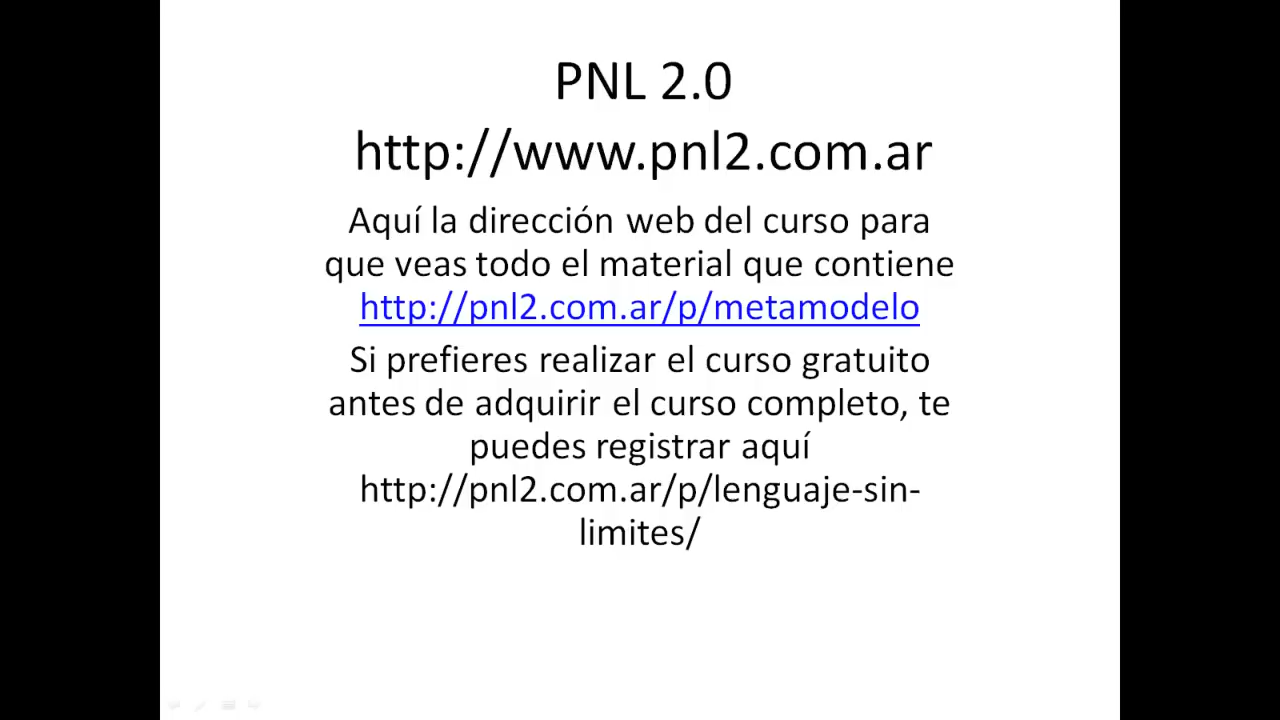 PNL 2.0
http://www.pnl2.com.ar
Aquí la dirección web del curso para
que veas todo el material que contiene
http://pnl2.com.ar/p/metamodelo
Si prefieres realizar el curso gratuito
antes de adquirir el curso completo, te
puedes registrar aquí
http://pnl2.com.ar/p/lenguaje-sin-
limites/